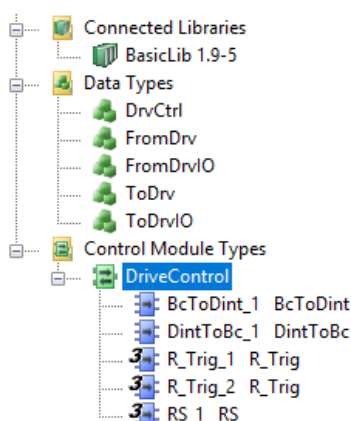 Connected Libraries
BasicLib 1.9-5
Data Types
DrvCtrl
FromDrv
FromDrvIO
ToDrv
ToDrvIO
Control Module Types
DriveControl
BcToDint_1 BcToDint
DintToBc_1 DintToBc
3 R_Trig_1 R_Trig
3 R_Trig_2 R_Trig
3 RS_1 RS